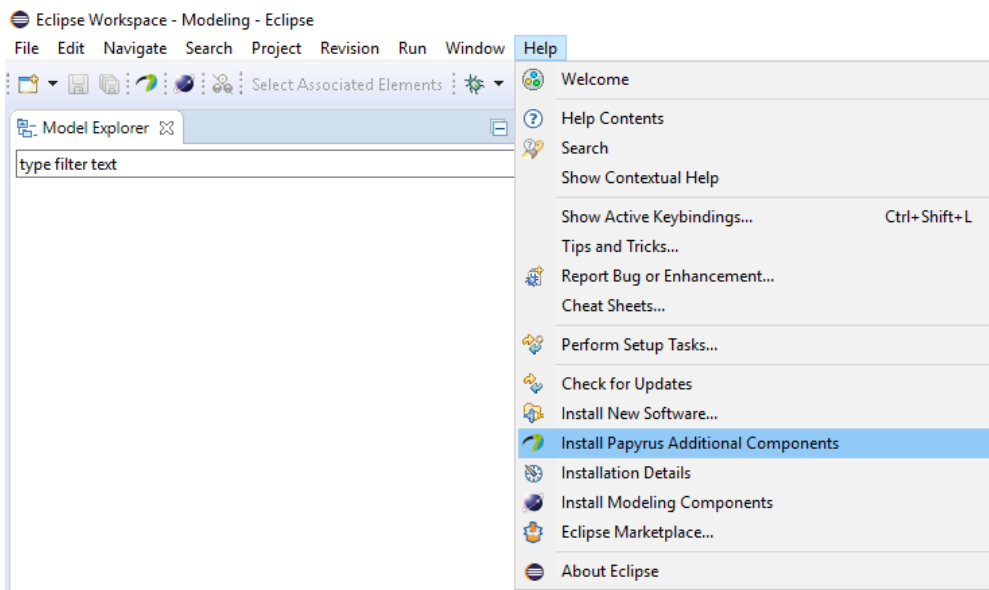 Eclipse Workspace - Modeling - Eclipse
File Edit Navigate Search Project Revision Run Window Help
Select Associated Elements
Model Explorer
type filter text
Welcome
Help Contents
Search
Show Contextual Help
Show Active Keybindings... Ctrl+Shift+L
Tips and Tricks...
Report Bug or Enhancement...
Cheat Sheets...
Perform Setup Tasks...
Check for Updates
Install New Software...
Install Papyrus Additional Components
Installation Details
Install Modeling Components
Eclipse Marketplace...
About Eclipse